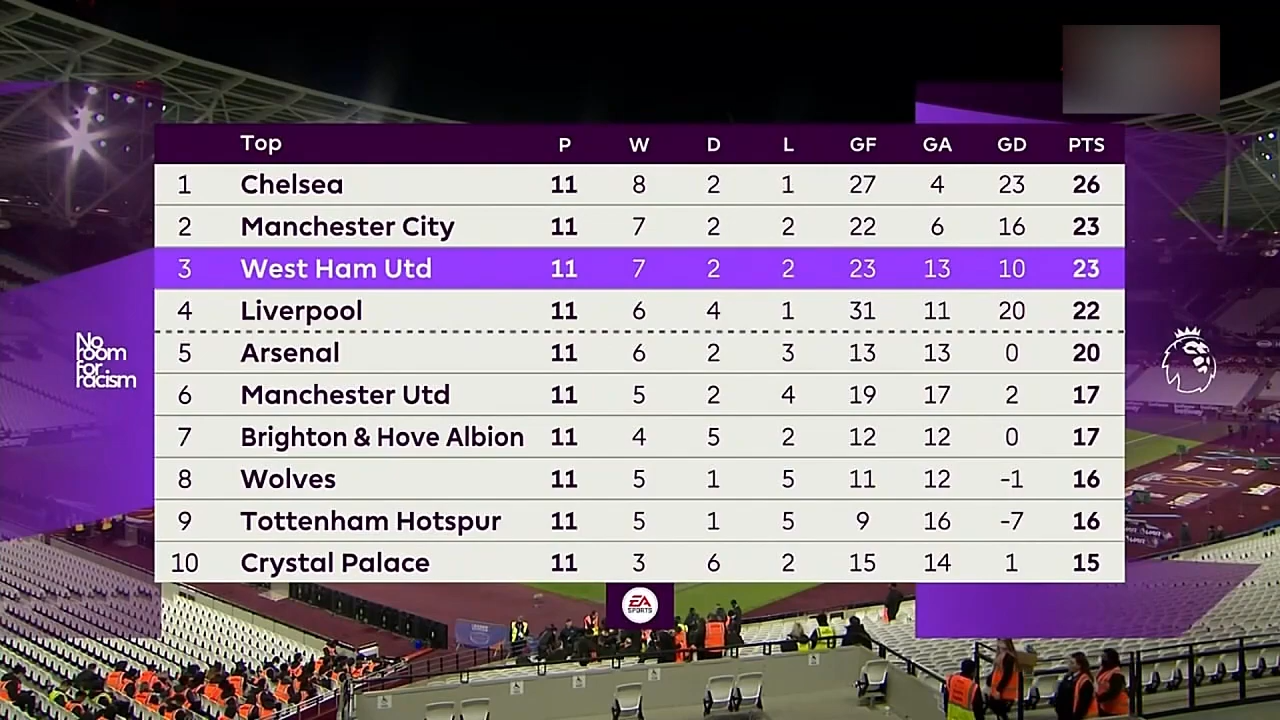 Top P W D L GF GA GD PTS
1 Chelsea 11 8 2 1 27 4 23 26
2 Manchester City 11 7 2 2 22 6 16 23
3 West Ham Utd 11 7 2 2 23 13 10 23
4 Liverpool 11 6 4 1 31 11 20 22
5 Arsenal 11 6 2 3 13 13 0 20
6 Manchester Utd 11 5 2 4 19 17 2 17
7 Brighton & Hove Albion 11 4 5 2 12 12 0 17
8 Wolves 11 5 1 5 11 12 -1 16
9 Tottenham Hotspur 11 5 1 5 9 16 -7 16
10 Crystal Palace 11 3 6 2 15 14 1 15
No
room
for
racism
EA
SPORTS